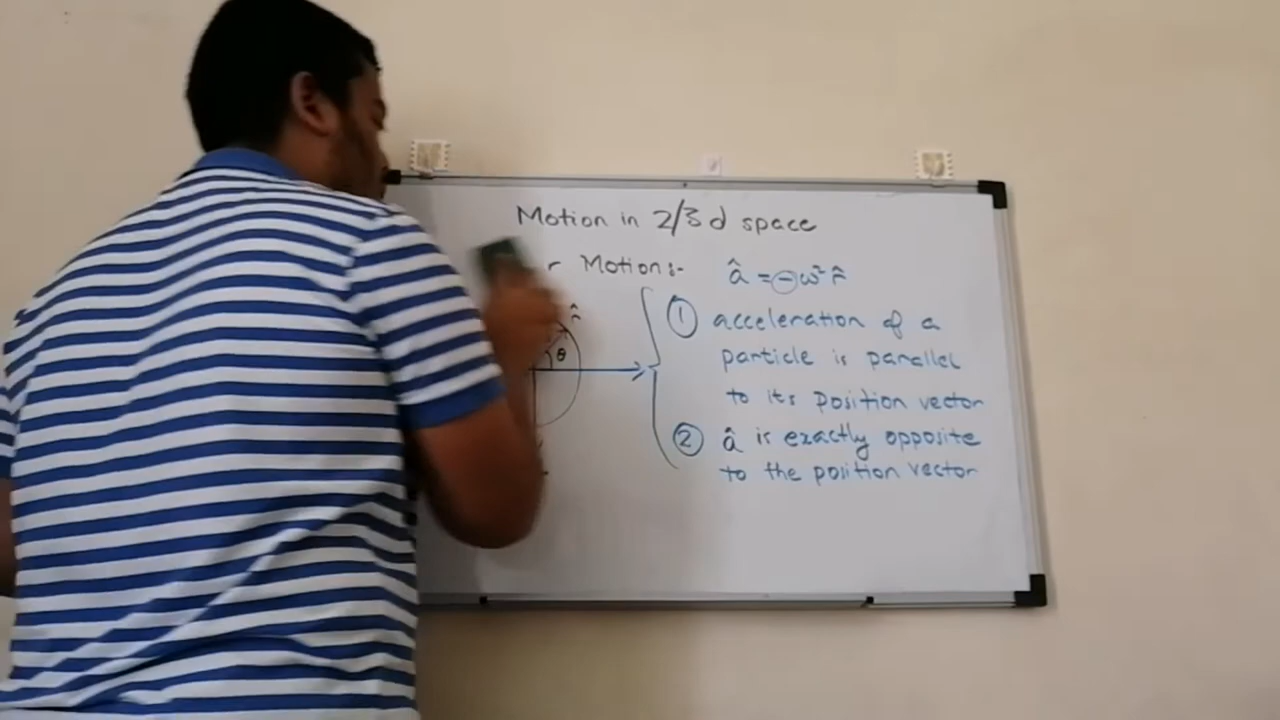 Motion in 2/3 d space
r Motion:-
â = -ω² r̂
r̂
θ
① acceleration of a
particle is parallel
to its position vector
② â is exactly opposite
to the position vector